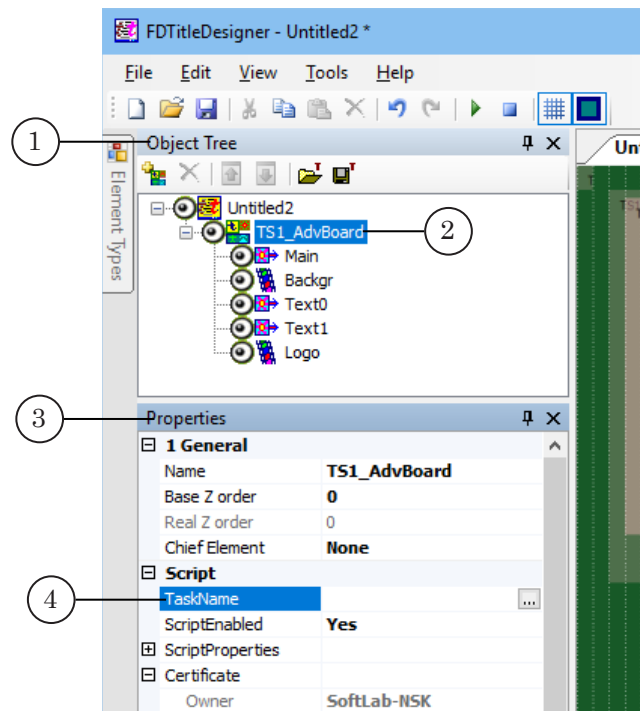 FDTitleDesigner - Untitled2 *
File Edit View Tools Help
1
Object Tree
Element Types
Untitled2
TS1_AdvBoard
2
Main
Backgr
Text0
Text1
Logo
3
Properties
1 General
Name TS1_AdvBoard
Base Z order 0
Real Z order 0
Chief Element None
Script
4
TaskName ...
ScriptEnabled Yes
ScriptProperties
Certificate
Owner SoftLab-NSK